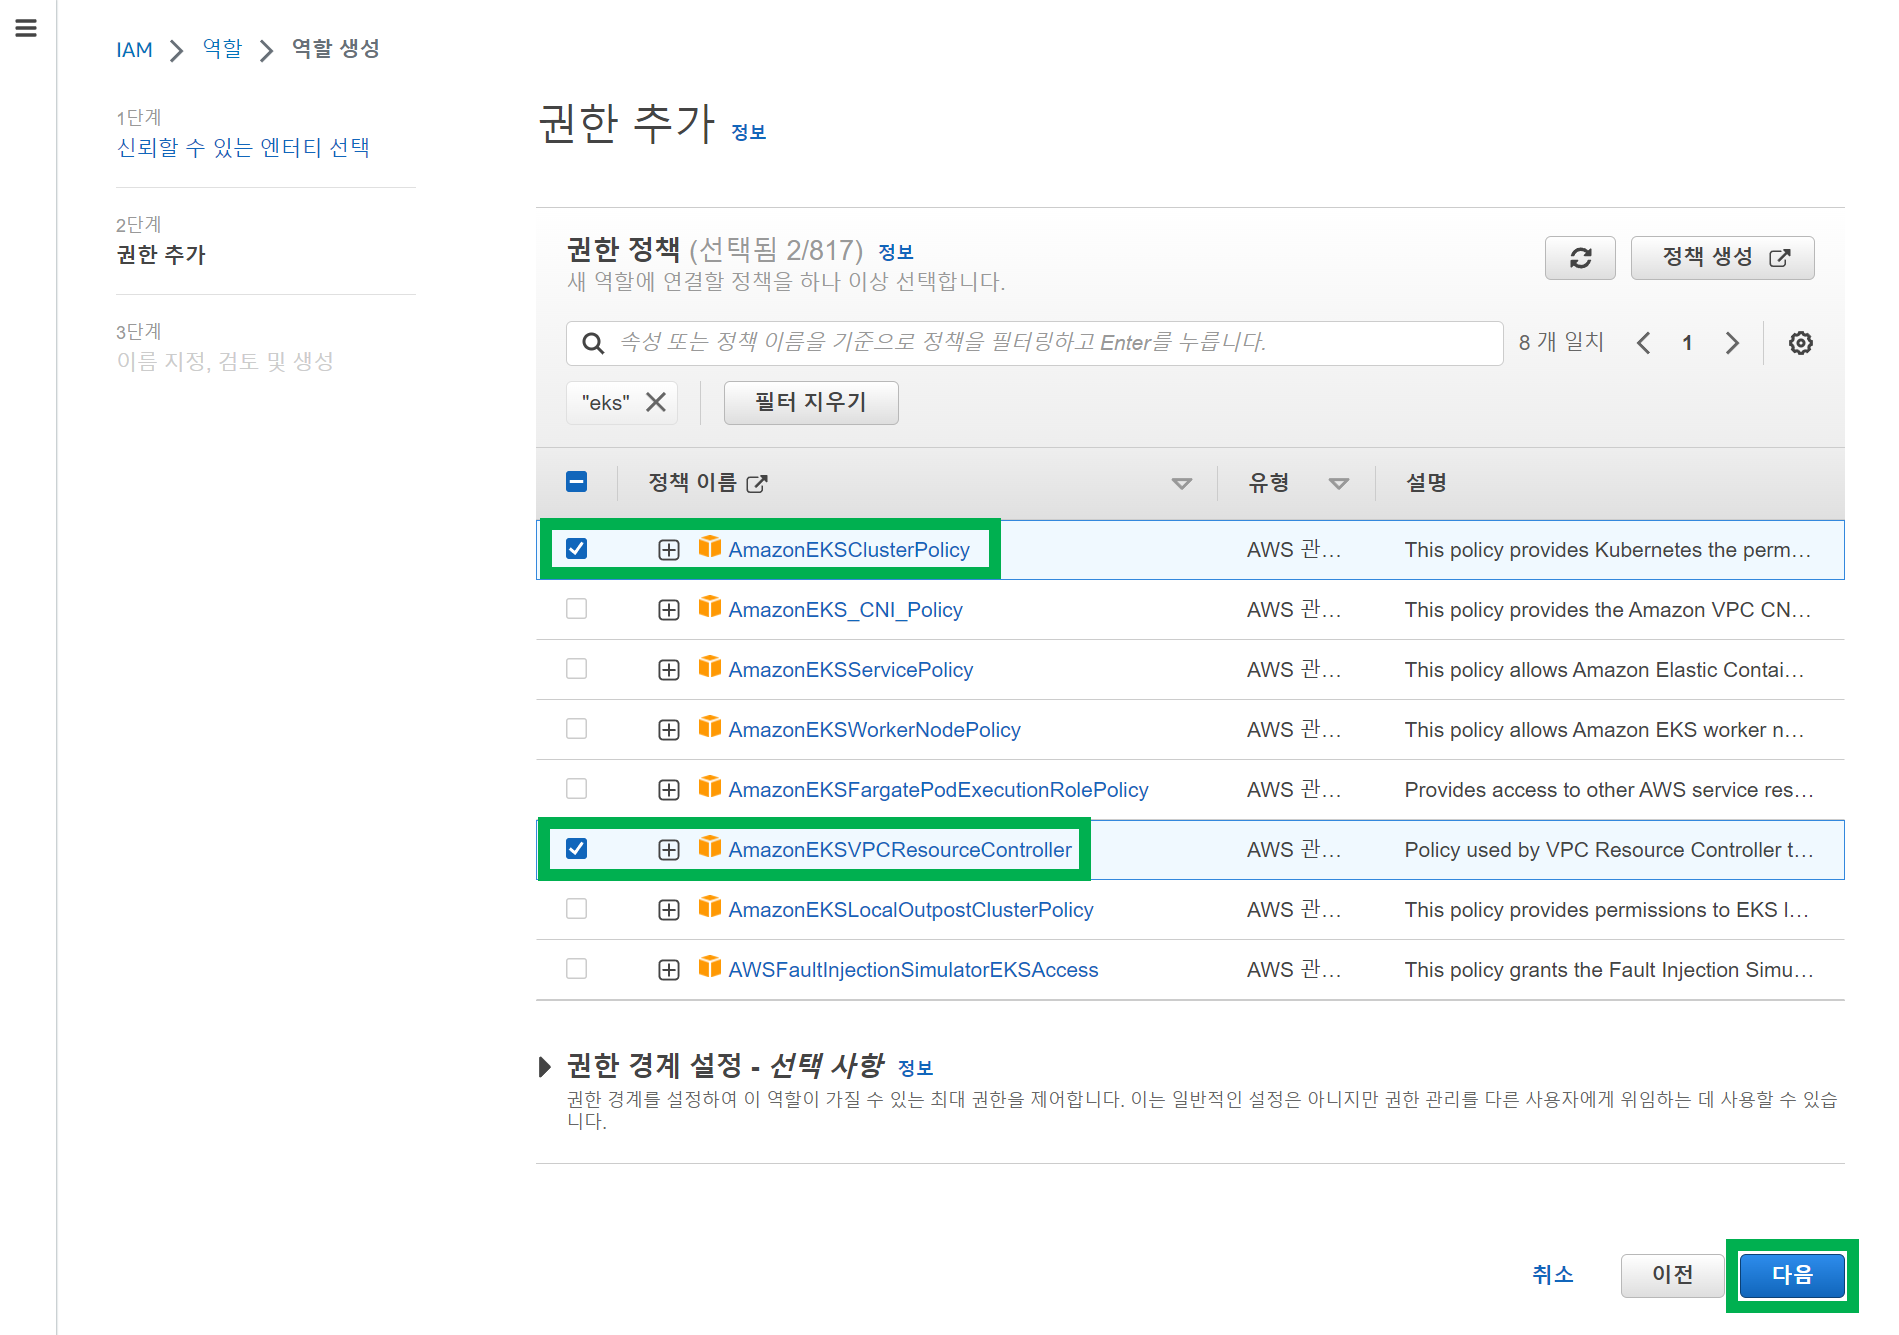 IAM > 역할 > 역할 생성
1단계
신뢰할 수 있는 엔터티 선택
2단계
권한 추가
3단계
이름 지정, 검토 및 생성
권한 추가 정보
권한 정책 (선택됨 2/817) 정보
새 역할에 연결할 정책을 하나 이상 선택합니다.
정책 생성
속성 또는 정책 이름을 기준으로 정책을 필터링하고 Enter를 누릅니다.
8 개 일치
1
"eks"
필터 지우기
정책 이름 유형 설명
AmazonEKSClusterPolicy AWS 관... This policy provides Kubernetes the perm...
AmazonEKS_CNI_Policy AWS 관... This policy provides the Amazon VPC CN...
AmazonEKSServicePolicy AWS 관... This policy allows Amazon Elastic Contai...
AmazonEKSWorkerNodePolicy AWS 관... This policy allows Amazon EKS worker n...
AmazonEKSFargatePodExecutionRolePolicy AWS 관... Provides access to other AWS service res...
AmazonEKSVPCResourceController AWS 관... Policy used by VPC Resource Controller t...
AmazonEKSLocalOutpostClusterPolicy AWS 관... This policy provides permissions to EKS l...
AWSFaultInjectionSimulatorEKSAccess AWS 관... This policy grants the Fault Injection Simu...
권한 경계 설정 - 선택 사항 정보
권한 경계를 설정하여 이 역할이 가질 수 있는 최대 권한을 제어합니다. 이는 일반적인 설정은 아니지만 권한 관리를 다른 사용자에게 위임하는 데 사용할 수 있습
니다.
취소 이전 다음